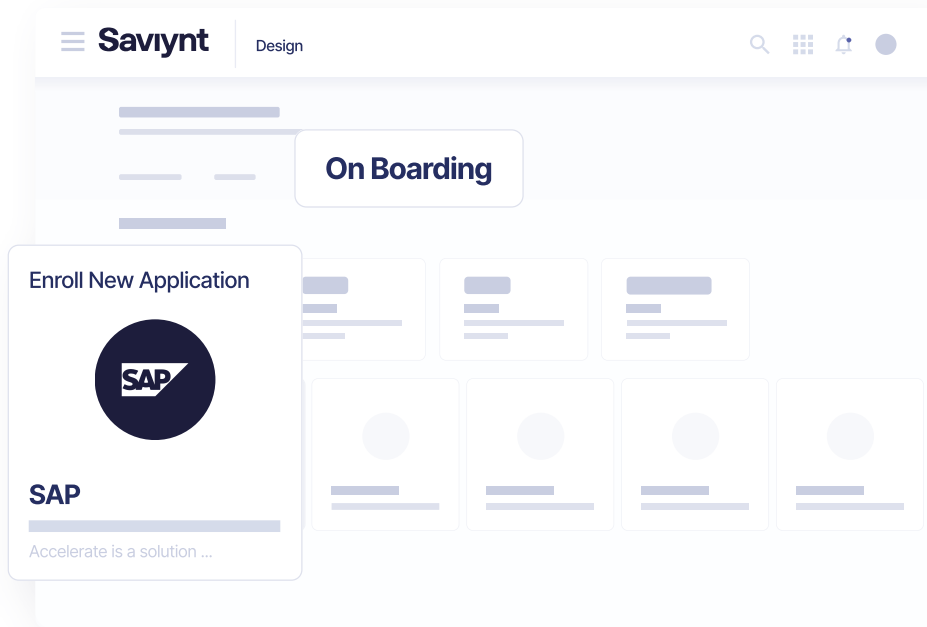 Saviynt
Design
On Boarding
Enroll New Application
SAP
SAP
Accelerate is a solution ...